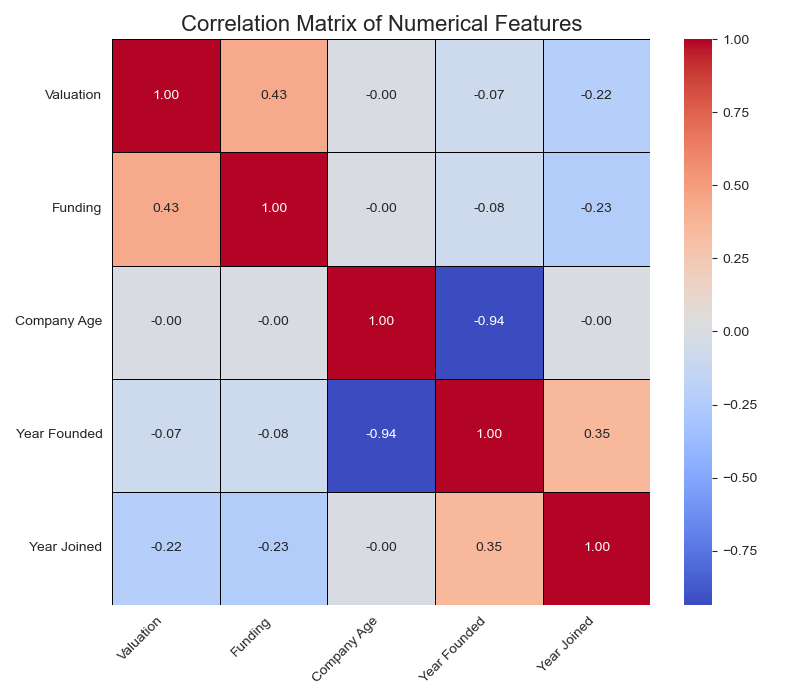 Correlation Matrix of Numerical Features
Valuation 1.00 0.43 -0.00 -0.07 -0.22
Funding 0.43 1.00 -0.00 -0.08 -0.23
Company Age -0.00 -0.00 1.00 -0.94 -0.00
Year Founded -0.07 -0.08 -0.94 1.00 0.35
Year Joined -0.22 -0.23 -0.00 0.35 1.00
Valuation Funding Company Age Year Founded Year Joined
1.00
0.75
0.50
0.25
0.00
−0.25
−0.50
−0.75